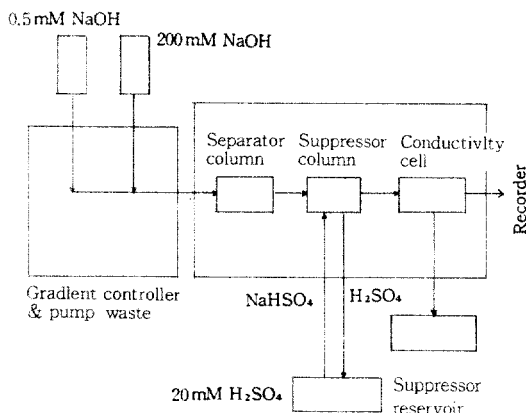 0.5 mM NaOH
200 mM NaOH
Separator
column
Suppressor
column
Conductivity
cell
Recorder
Gradient controller
& pump waste
NaHSO₄
H₂SO₄
20 mM H₂SO₄
Suppressor
reservoir